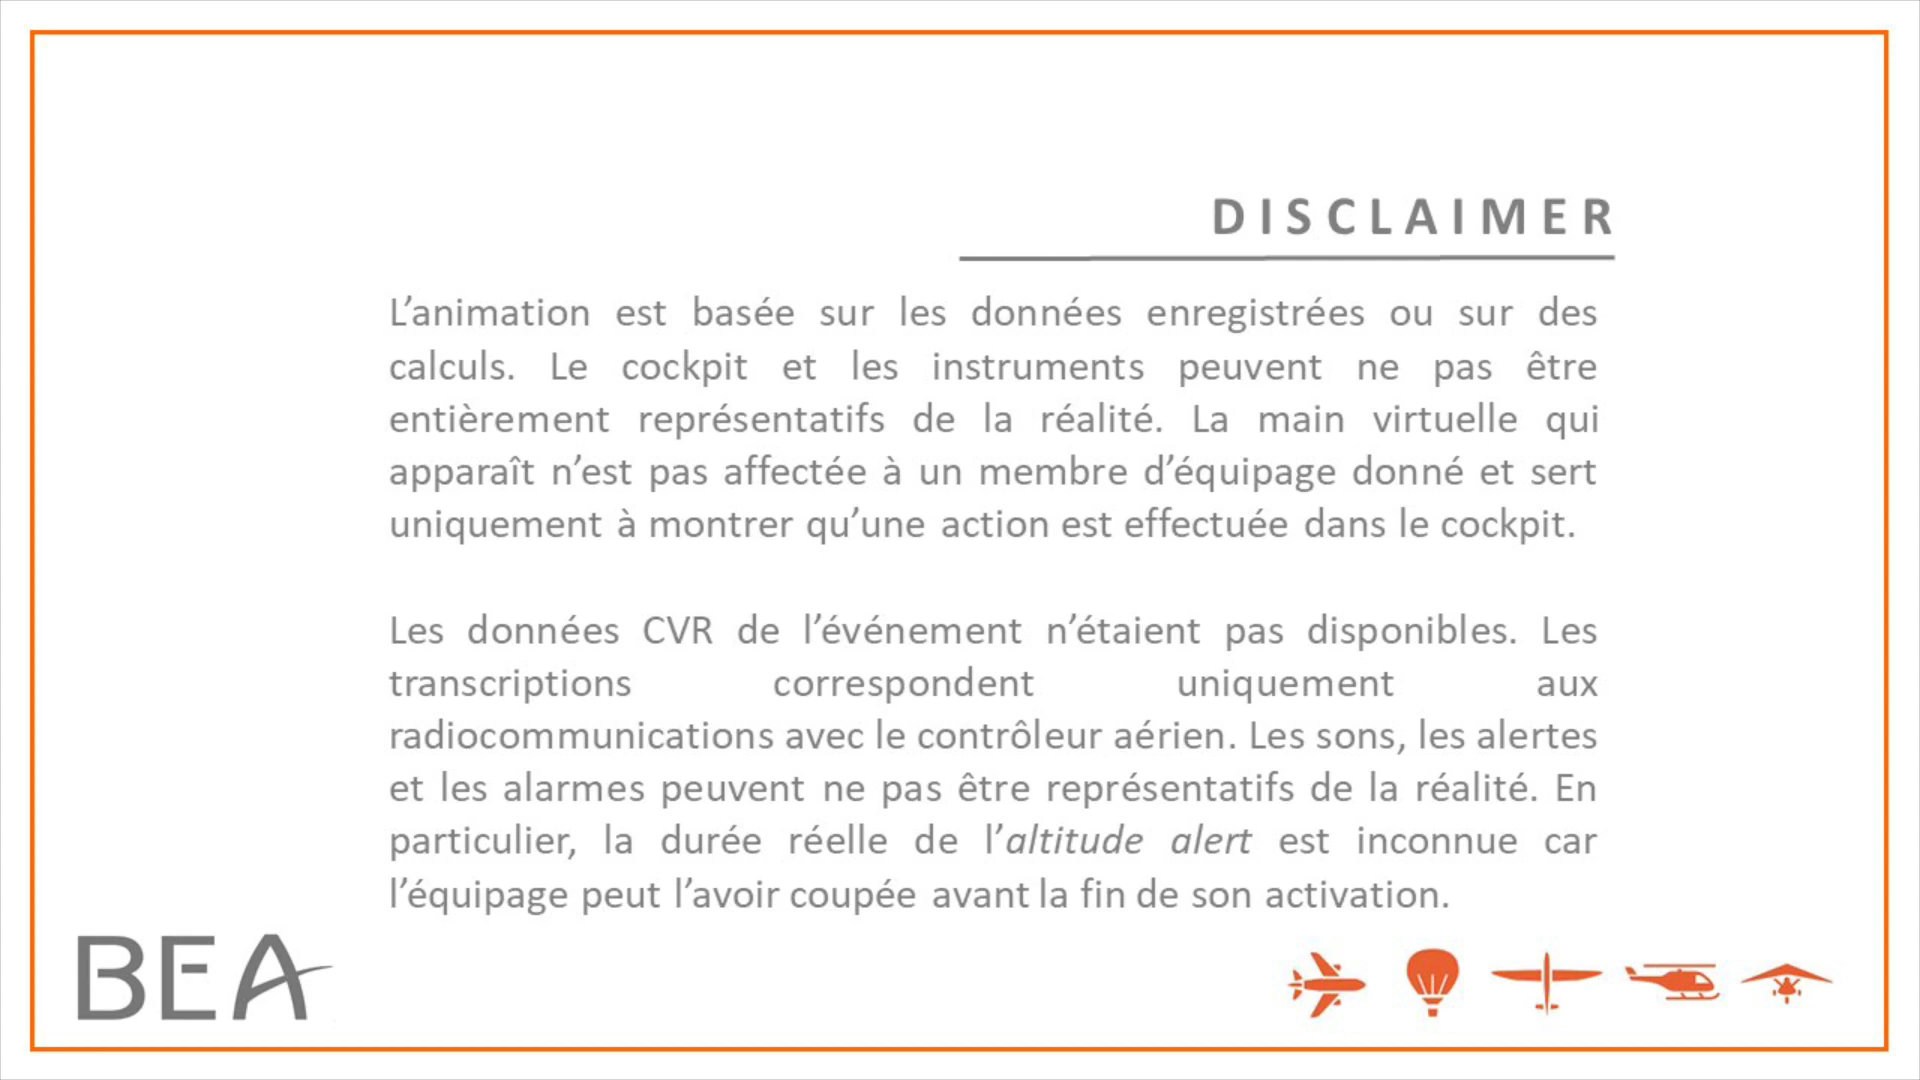 DISCLAIMER
L’animation est basée sur les données enregistrées ou sur des
calculs. Le cockpit et les instruments peuvent ne pas être
entièrement représentatifs de la réalité. La main virtuelle qui
apparaît n’est pas affectée à un membre d’équipage donné et sert
uniquement à montrer qu’une action est effectuée dans le cockpit.
Les données CVR de l’événement n’étaient pas disponibles. Les
transcriptions correspondent uniquement aux
radiocommunications avec le contrôleur aérien. Les sons, les alertes
et les alarmes peuvent ne pas être représentatifs de la réalité. En
particulier, la durée réelle de l’altitude alert est inconnue car
l’équipage peut l’avoir coupée avant la fin de son activation.
BEA